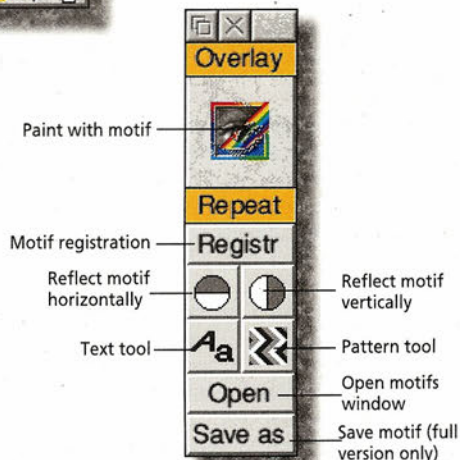 Overlay
Paint with motif
Repeat
Motif registration
Registr
Reflect motif
horizontally
Reflect motif
vertically
Text tool
Aa
Pattern tool
Open
Open motifs
window
Save as
Save motif (full
version only)